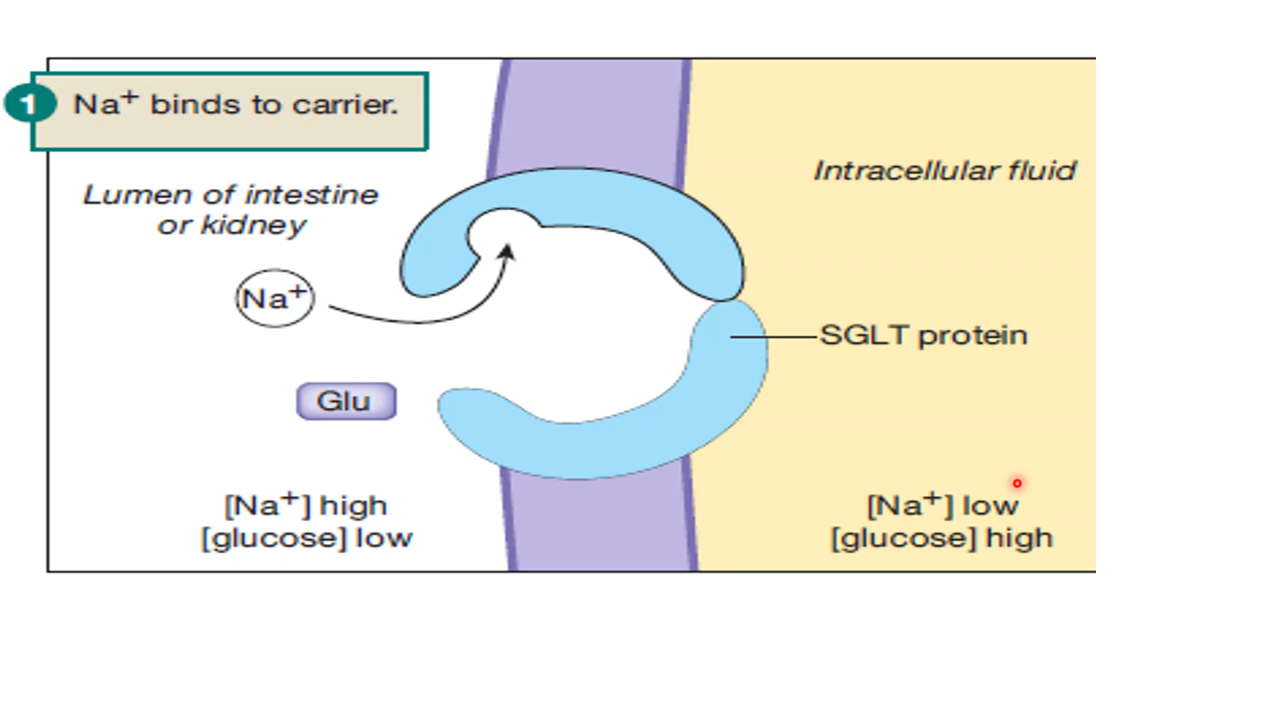 1 Na⁺ binds to carrier.
Lumen of intestine
or kidney
Intracellular fluid
Na⁺
SGLT protein
Glu
[Na⁺] high
[glucose] low
[Na⁺] low
[glucose] high